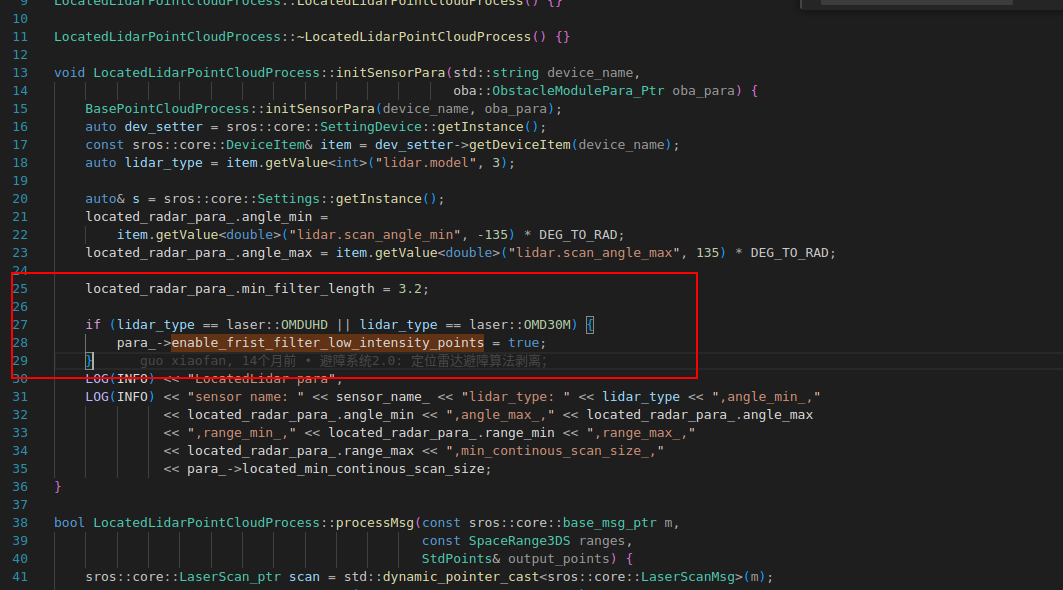 9 LocatedLidarPointCloudProcess::LocatedLidarPointCloudProcess() {}
10
11 LocatedLidarPointCloudProcess::~LocatedLidarPointCloudProcess() {}
12
13 void LocatedLidarPointCloudProcess::initSensorPara(std::string device_name,
14 oba::ObstacleModulePara_Ptr oba_para) {
15 BasePointCloudProcess::initSensorPara(device_name, oba_para);
16 auto dev_setter = sros::core::SettingDevice::getInstance();
17 const sros::core::DeviceItem& item = dev_setter->getDeviceItem(device_name);
18 auto lidar_type = item.getValue<int>("lidar.model", 3);
19
20 auto& s = sros::core::Settings::getInstance();
21 located_radar_para_.angle_min =
22 item.getValue<double>("lidar.scan_angle_min", -135) * DEG_TO_RAD;
23 located_radar_para_.angle_max = item.getValue<double>("lidar.scan_angle_max", 135) * DEG_TO_RAD;
24
25 located_radar_para_.min_filter_length = 3.2;
26
27 if (lidar_type == laser::OMDUHD || lidar_type == laser::OMD30M) {
28 para_->enable_frist_filter_low_intensity_points = true;
29 } guo xiaofan, 14个月前 • 避障系统2.0: 定位雷达避障算法剥离;
30 LOG(INFO) << "LocatedLidar para";
31 LOG(INFO) << "sensor name: " << sensor_name_ << "lidar_type: " << lidar_type << ",angle_min_,"
32 << located_radar_para_.angle_min << ",angle_max_," << located_radar_para_.angle_max
33 << ",range_min_," << located_radar_para_.range_min << ",range_max_,"
34 << located_radar_para_.range_max << ",min_continous_scan_size_,"
35 << para_->located_min_continous_scan_size;
36 }
37
38 bool LocatedLidarPointCloudProcess::processMsg(const sros::core::base_msg_ptr m,
39 const SpaceRange3DS ranges,
40 StdPoints& output_points) {
41 sros::core::LaserScan_ptr scan = std::dynamic_pointer_cast<sros::core::LaserScanMsg>(m);